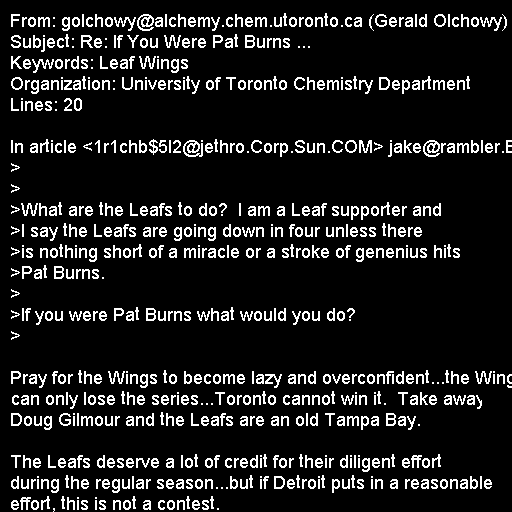 From: golchowy@alchemy.chem.utoronto.ca (Gerald Olchowy)
Subject: Re: If You Were Pat Burns ...
Keywords: Leaf Wings
Organization: University of Toronto Chemistry Department
Lines: 20
In article <1r1chb$5l2@jethro.Corp.Sun.COM> jake@rambler.E
>
>
>What are the Leafs to do?  I am a Leaf supporter and
>I say the Leafs are going down in four unless there
>is nothing short of a miracle or a stroke of genenius hits
>Pat Burns.
>
>If you were Pat Burns what would you do?
>
Pray for the Wings to become lazy and overconfident...the Wing
can only lose the series...Toronto cannot win it.  Take away
Doug Gilmour and the Leafs are an old Tampa Bay.
The Leafs deserve a lot of credit for their diligent effort
during the regular season...but if Detroit puts in a reasonable
effort, this is not a contest.